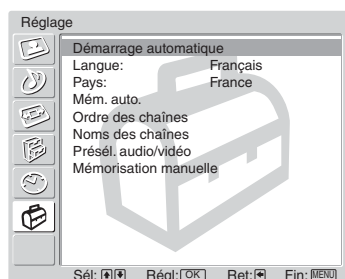 Réglage
Démarrage automatique
Langue: Français
Pays: France
Mém. auto.
Ordre des chaînes
Noms des chaînes
Présél. audio/vidéo
Mémorisation manuelle
Sél: Régl: OK Ret: Fin: MENU